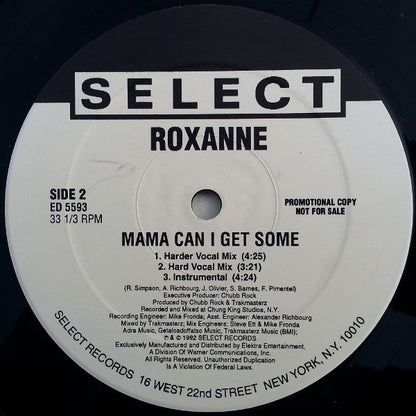 SELECT
ROXANNE
SIDE 2
ED 5593
33 1/3 RPM
PROMOTIONAL COPY
NOT FOR SALE
MAMA CAN I GET SOME
1. Harder Vocal Mix (4:25)
2. Hard Vocal Mix (3:21)
3. Instrumental (4:24)
(R. Simpson, A. Richbourg, J. Olivier, S. Barnes, F. Pimentel)
Executive Producer: Chubb Rock
Produced by Chubb Rock & Trakmasterz
Recorded and Mixed at Chung King Studios, N.Y.
Recording Engineer: Mike Fronda; Asst. Engineer: Alexander Richbourg
Mixed by Trakmasterz; Mix Engineers: Steve Ett & Mike Fronda
Adra Music, Getaloadofatso Music, Trackmasterz Music; (BMI);
℗ & © 1992 SELECT RECORDS
Exclusively Manufactured and Distributed by Elektra Entertainment,
A Division Of Warner Communications, Inc.
Unauthorized Duplication
Is A Violation Of Federal Laws.
SELECT RECORDS 16 WEST 22nd STREET NEW YORK, N.Y. 10010